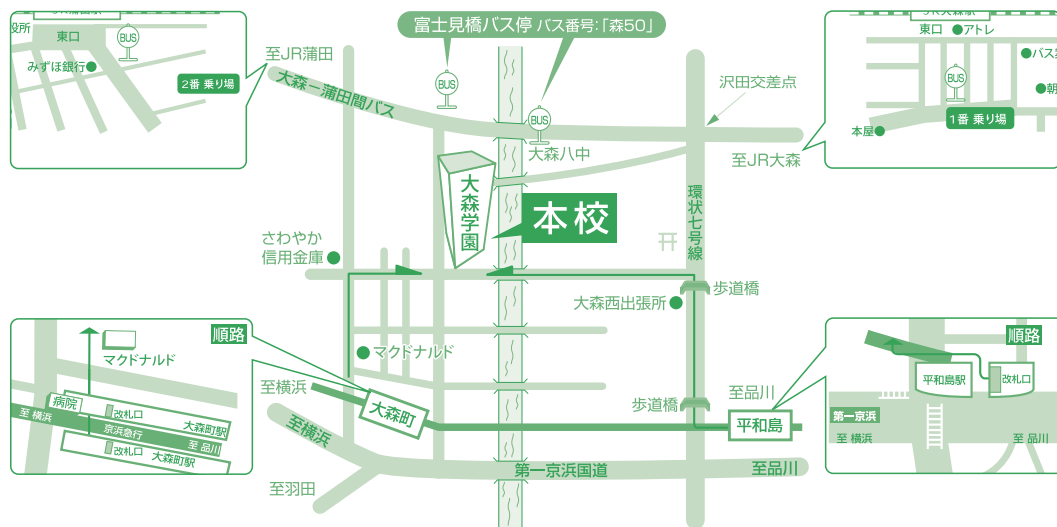 富士見橋バス停 バス番号:「森50」
東口
BUS
みずほ銀行
2番 乗り場
至JR蒲田
大森ー蒲田間バス
BUS
BUS
大森八中
沢田交差点
至JR大森
東口
アトレ
BUS
1番 乗り場
本屋
大森学園
本校
環状七号線
さわやか
信用金庫
歩道橋
大森西出張所
マクドナルド
至横浜
大森町
至横浜
至羽田
第一京浜国道
至品川
歩道橋
至品川
平和島
順路
マクドナルド
病院
改札口
大森町駅
至 横浜
京浜急行
至 品川
改札口
大森町駅
順路
平和島駅
改札口
第一京浜
至 横浜
至 品川